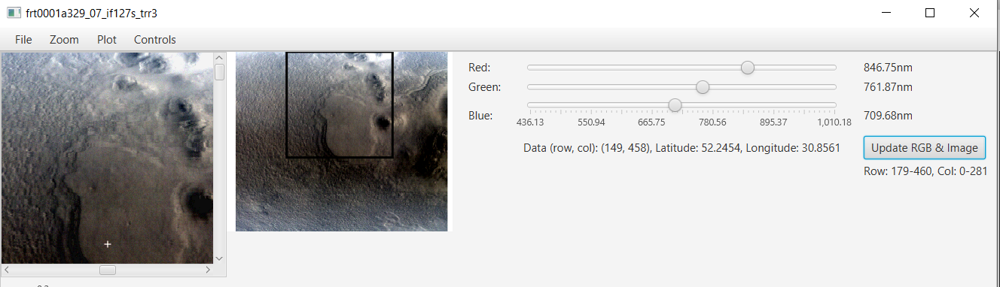 frt0001a329_07_if127s_trr3
File Zoom Plot Controls
Red: 846.75nm
Green: 761.87nm
Blue: 709.68nm
436.13 550.94 665.75 780.56 895.37 1,010.18
Data (row, col): (149, 458), Latitude: 52.2454, Longitude: 30.8561
Update RGB & Image
Row: 179-460, Col: 0-281